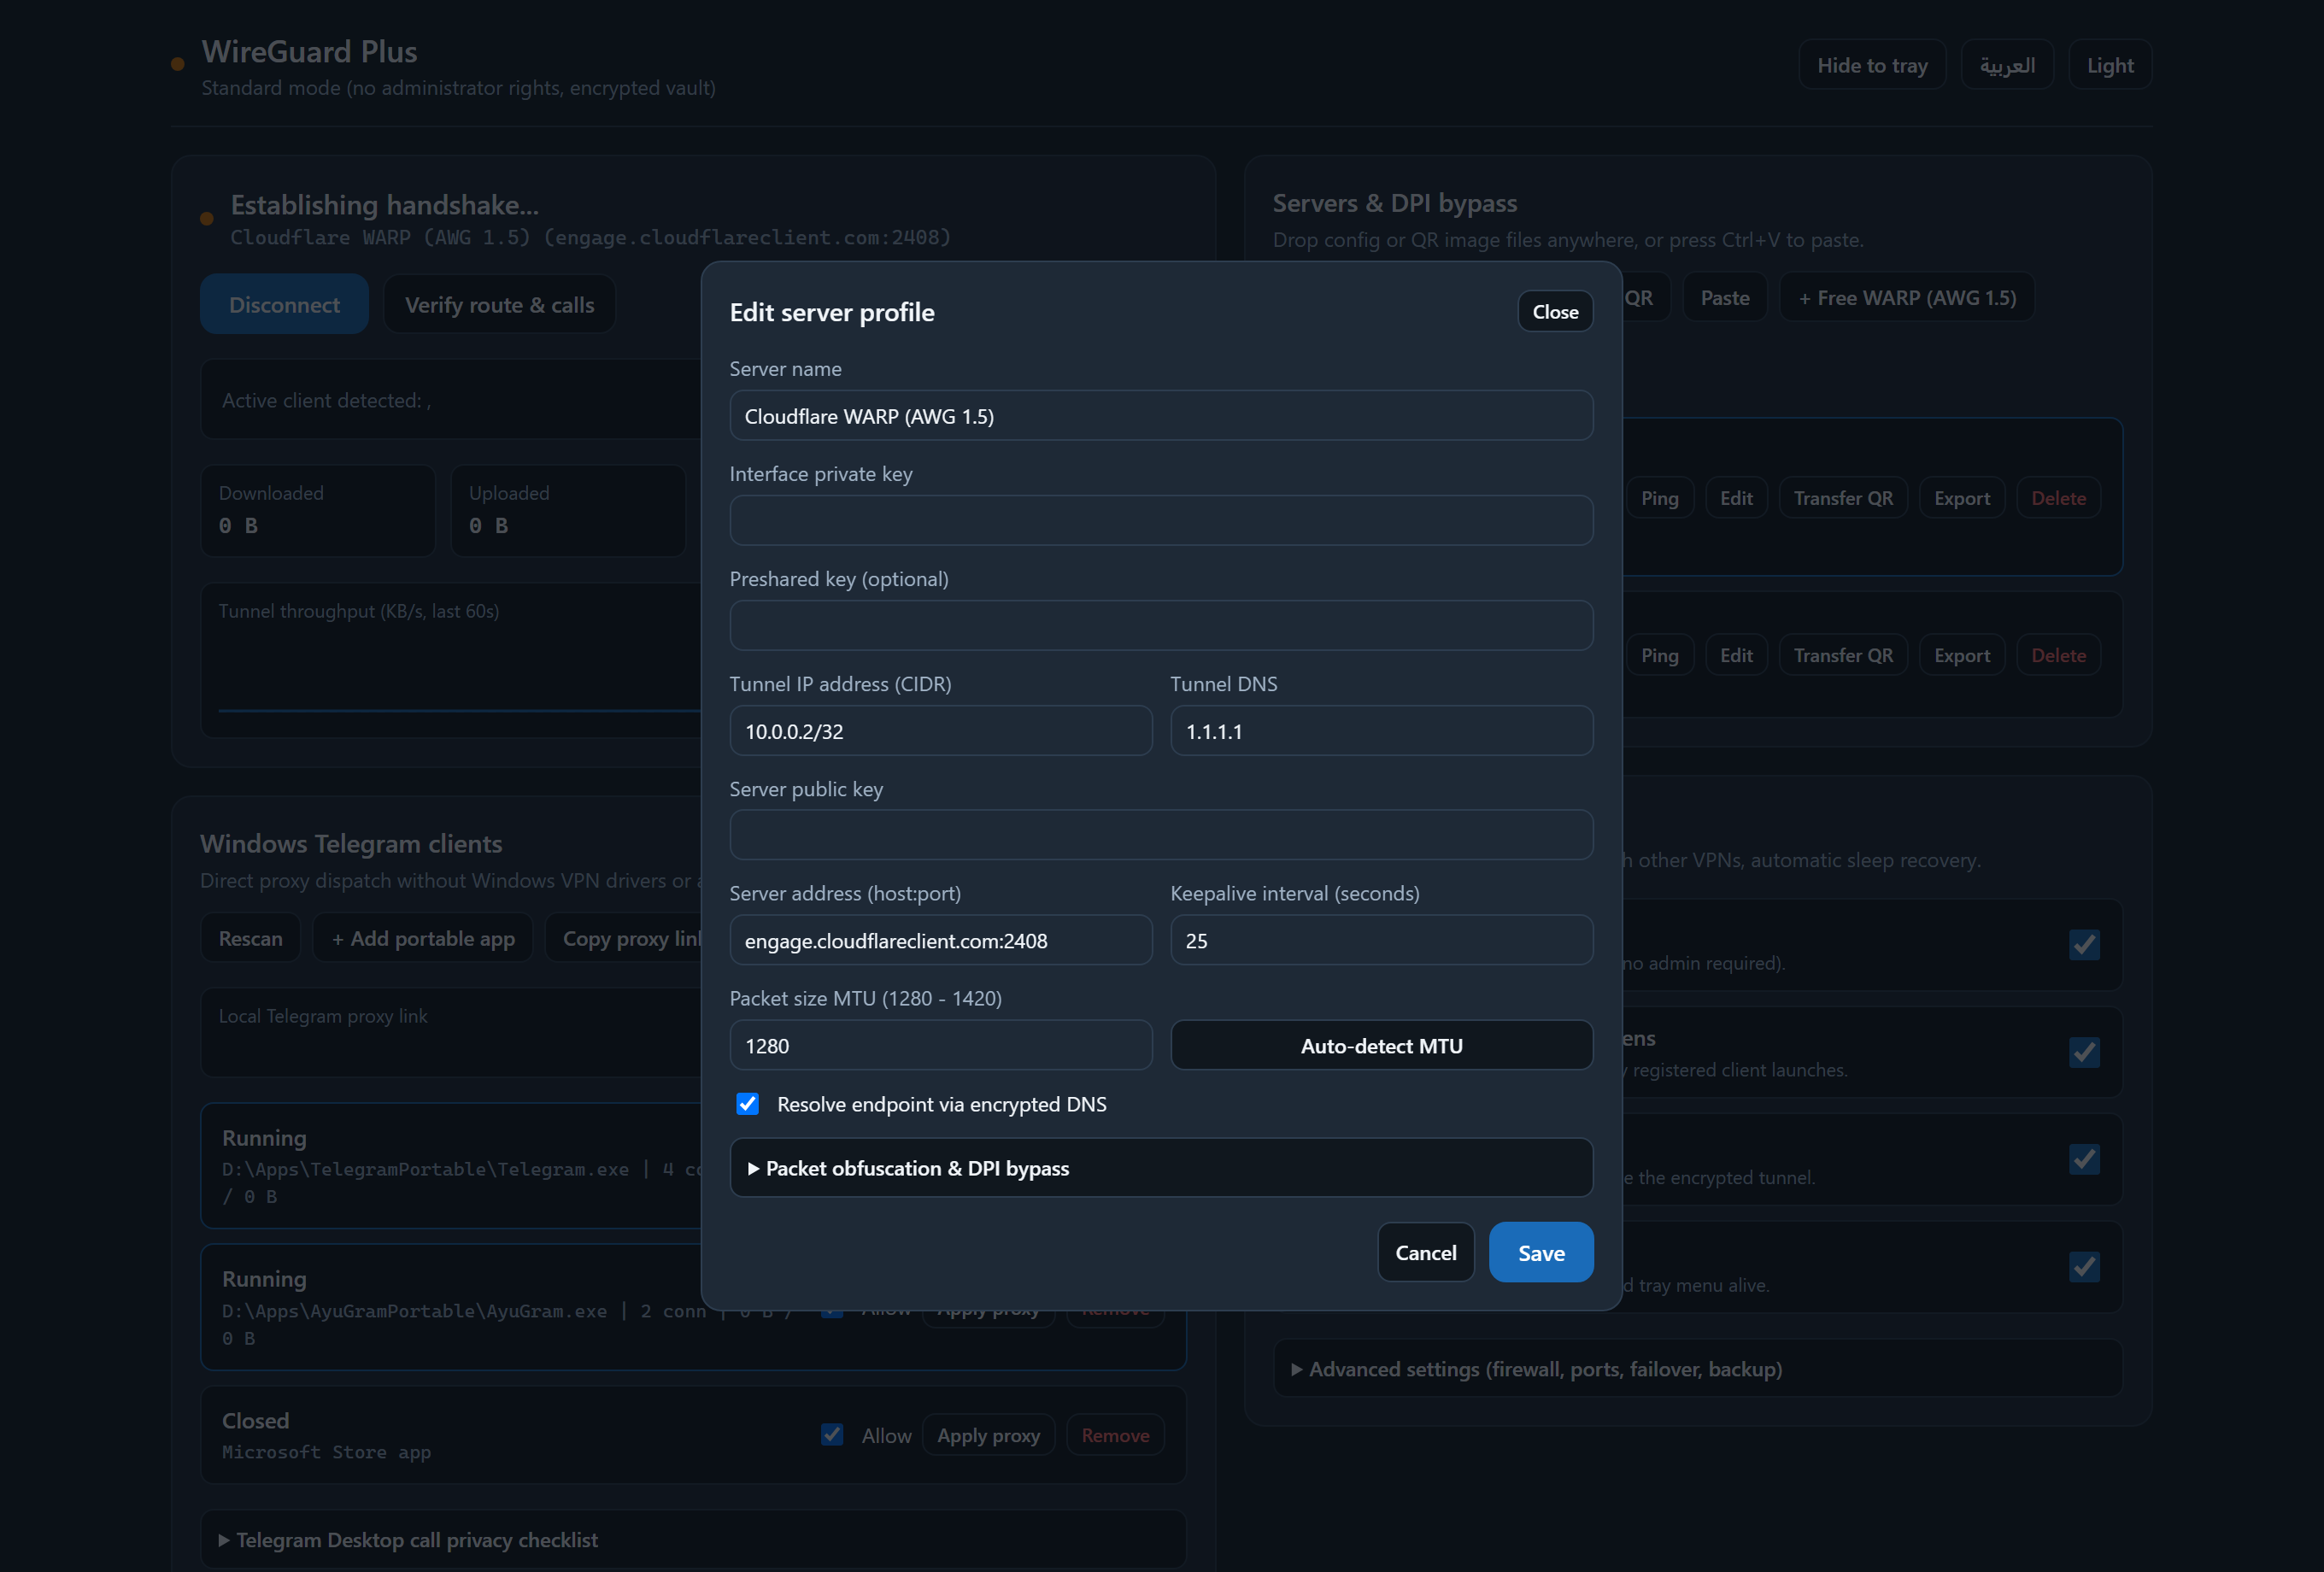 WireGuard Plus
Standard mode (no administrator rights, encrypted vault)
Hide to tray
العربية
Light
Establishing handshake...
Cloudflare WARP (AWG 1.5) (engage.cloudflareclient.com:2408)
Disconnect
Verify route & calls
Active client detected: ,
Downloaded
0 B
Uploaded
0 B
Tunnel throughput (KB/s, last 60s)
Servers & DPI bypass
Drop config or QR image files anywhere, or press Ctrl+V to paste.
QR
Paste
+ Free WARP (AWG 1.5)
Ping
Edit
Transfer QR
Export
Delete
Ping
Edit
Transfer QR
Export
Delete
Edit server profile
Close
Server name
Cloudflare WARP (AWG 1.5)
Interface private key
Preshared key (optional)
Tunnel IP address (CIDR)
Tunnel DNS
10.0.0.2/32
1.1.1.1
Server public key
Server address (host:port)
Keepalive interval (seconds)
engage.cloudflareclient.com:2408
25
Packet size MTU (1280 - 1420)
1280
Auto-detect MTU
Resolve endpoint via encrypted DNS
Packet obfuscation & DPI bypass
Cancel
Save
Windows Telegram clients
Direct proxy dispatch without Windows VPN drivers or
Rescan
+ Add portable app
Copy proxy
Local Telegram proxy link
Running
D:\Apps\TelegramPortable\Telegram.exe | 4
/ 0 B
Running
D:\Apps\AyuGramPortable\AyuGram.exe | 2 conn | 0 B /
0 B
Allow
Apply proxy
Remove
Closed
Microsoft Store app
Allow
Apply proxy
Remove
Telegram Desktop call privacy checklist
other VPNs, automatic sleep recovery.
no admin required).
registered client launches.
the encrypted tunnel.
tray menu alive.
Advanced settings (firewall, ports, failover, backup)